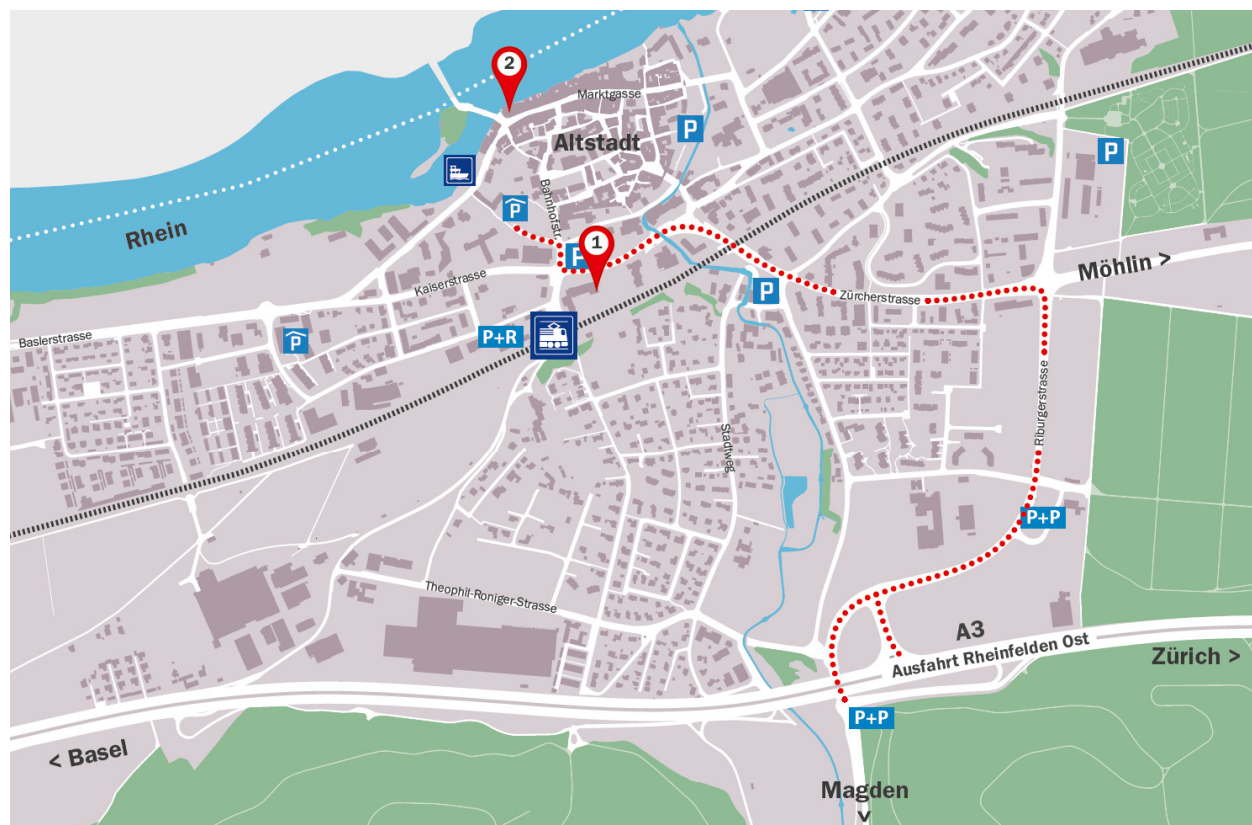 2
Marktgasse
Altstadt
P
P
Bahnhofstr.
P
Rhein
1
P
Möhlin >
Kaiserstrasse
P
Zürcherstrasse
Baslerstrasse
P
P+R
Riburgerstrasse
Stadtweg
P+P
Theophil-Roniger-Strasse
A3
Ausfahrt Rheinfelden Ost
Zürich >
P+P
< Basel
Magden
>